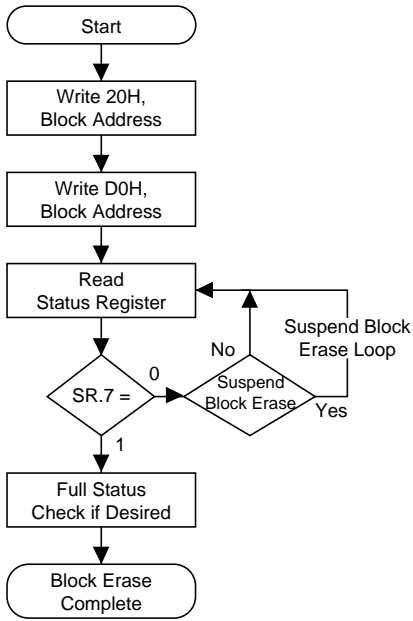 Start
Write 20H,
Block Address
Write D0H,
Block Address
Read
Status Register
Suspend Block
Erase Loop
No
0
SR.7 =
Suspend
Block Erase
Yes
1
Full Status
Check if Desired
Block Erase
Complete